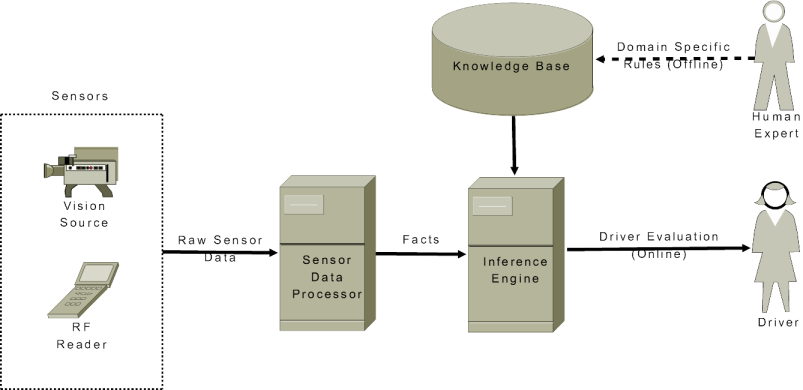 Sensors
Vision
Source
RF
Reader
Raw Sensor
Data
Sensor
Data
Processor
Facts
Inference
Engine
Knowledge Base
Domain Specific
Rules (Offline)
Human
Expert
Driver Evaluation
(Online)
Driver